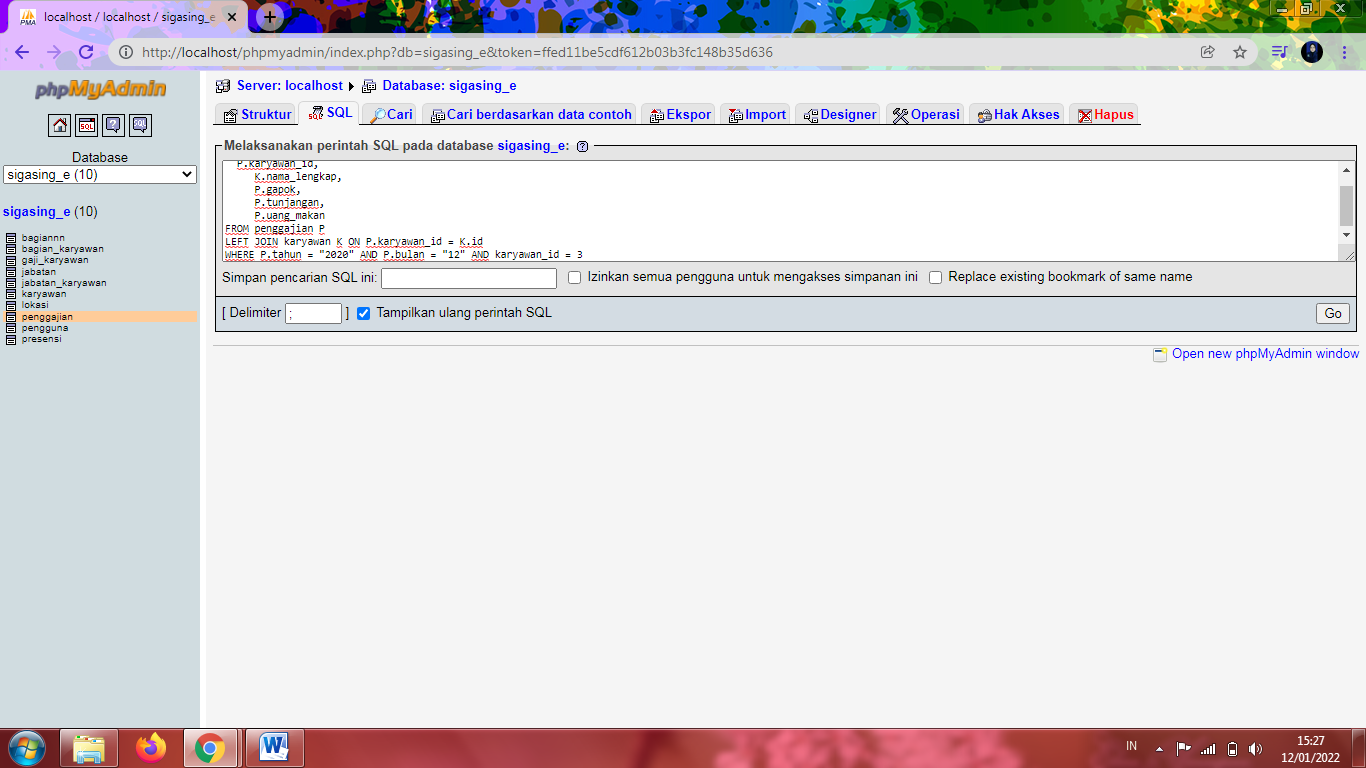 localhost / localhost / sigasing_e
http://localhost/phpmyadmin/index.php?db=sigasing_e&token=ffed11be5cdf612b03b3fc148b35d636
phpMyAdmin
Database
sigasing_e (10)
sigasing_e (10)
bagiannn
bagian_karyawan
gaji_karyawan
jabatan
jabatan_karyawan
karyawan
lokasi
penggajian
pengguna
presensi
Server: localhost Database: sigasing_e
Struktur SQL Cari Cari berdasarkan data contoh Ekspor Import Designer Operasi Hak Akses Hapus
Melaksanakan perintah SQL pada database sigasing_e:
P.karyawan_id,
K.nama_lengkap,
P.gapok,
P.tunjangan,
P.uang_makan
FROM penggajian P
LEFT JOIN karyawan K ON P.karyawan_id = K.id
WHERE P.tahun = "2020" AND P.bulan = "12" AND karyawan_id = 3
Simpan pencarian SQL ini: Izinkan semua pengguna untuk mengakses simpanan ini Replace existing bookmark of same name
[ Delimiter ; ] Tampilkan ulang perintah SQL Go
Open new phpMyAdmin window
IN
15:27
12/01/2022